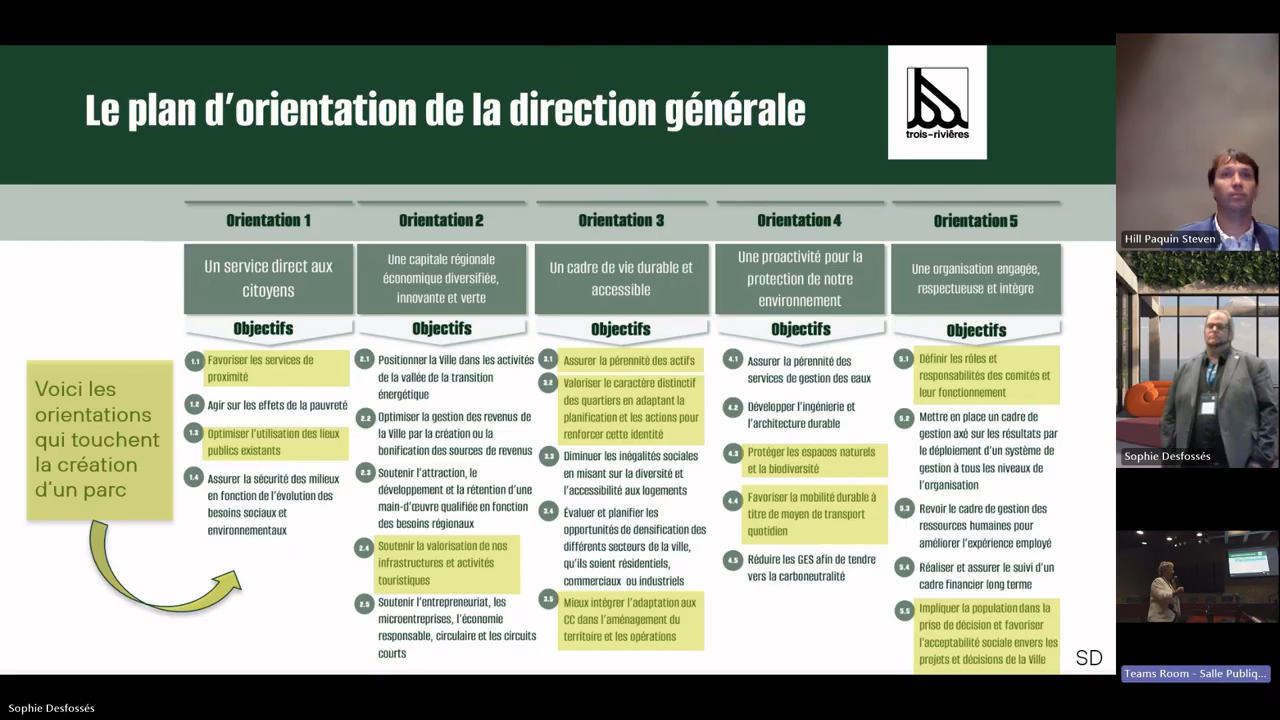 Le plan d'orientation de la direction générale
trois-rivières
Orientation 1
Un service direct aux
citoyens
Objectifs
1.1 Favoriser les services de
proximité
1.2 Agir sur les effets de la pauvreté
1.3 Optimiser l'utilisation des lieux
publics existants
1.4 Assurer la sécurité des milieux
en fonction de l'évolution des
besoins sociaux et
environnementaux
Orientation 2
Une capitale régionale
économique diversifiée,
innovante et verte
Objectifs
2.1 Positionner la Ville dans les activités
de la vallée de la transition
énergétique
2.2 Optimiser la gestion des revenus de
la Ville par la création ou la
bonification des sources de revenus
2.3 Soutenir l'attraction, le
développement et la rétention d'une
main-d'œuvre qualifiée en fonction
des besoins régionaux
2.4 Soutenir la valorisation de nos
infrastructures et activités
touristiques
2.5 Soutenir l'entrepreneuriat, les
microentreprises, l'économie
responsable, circulaire et les circuits
courts
Orientation 3
Un cadre de vie durable et
accessible
Objectifs
3.1 Assurer la pérennité des actifs
3.2 Valoriser le caractère distinctif
des quartiers en adaptant la
planification et les actions pour
renforcer cette identité
3.3 Diminuer les inégalités sociales
en misant sur la diversité et
l'accessibilité aux logements
3.4 Évaluer et planifier les
opportunités de densification des
différents secteurs de la ville,
qu'ils soient résidentiels,
commerciaux ou industriels
3.5 Mieux intégrer l'adaptation aux
CC dans l'aménagement du
territoire et les opérations
Orientation 4
Une proactivité pour la
protection de notre
environnement
Objectifs
4.1 Assurer la pérennité des
services de gestion des eaux
4.2 Développer l'ingénierie et
l'architecture durable
4.3 Protéger les espaces naturels
et la biodiversité
4.4 Favoriser la mobilité durable à
titre de moyen de transport
quotidien
4.5 Réduire les GES afin de tendre
vers la carboneutralité
Orientation 5
Une organisation engagée,
respectueuse et intègre
Objectifs
5.1 Définir les rôles et
responsabilités des comités et
leur fonctionnement
5.2 Mettre en place un cadre de
gestion axé sur les résultats par
le déploiement d'un système de
gestion à tous les niveaux de
l'organisation
5.3 Revoir le cadre de gestion des
ressources humaines pour
améliorer l'expérience employé
5.4 Réaliser et assurer le suivi d'un
cadre financier long terme
5.5 Impliquer la population dans la
prise de décision et favoriser
l'acceptabilité sociale envers les
projets et décisions de la Ville
Voici les
orientations
qui touchent
la création
d'un parc
SD
Hill Paquin Steven
Sophie Desfossés
Teams Room - Salle Publiq...
Sophie Desfossés